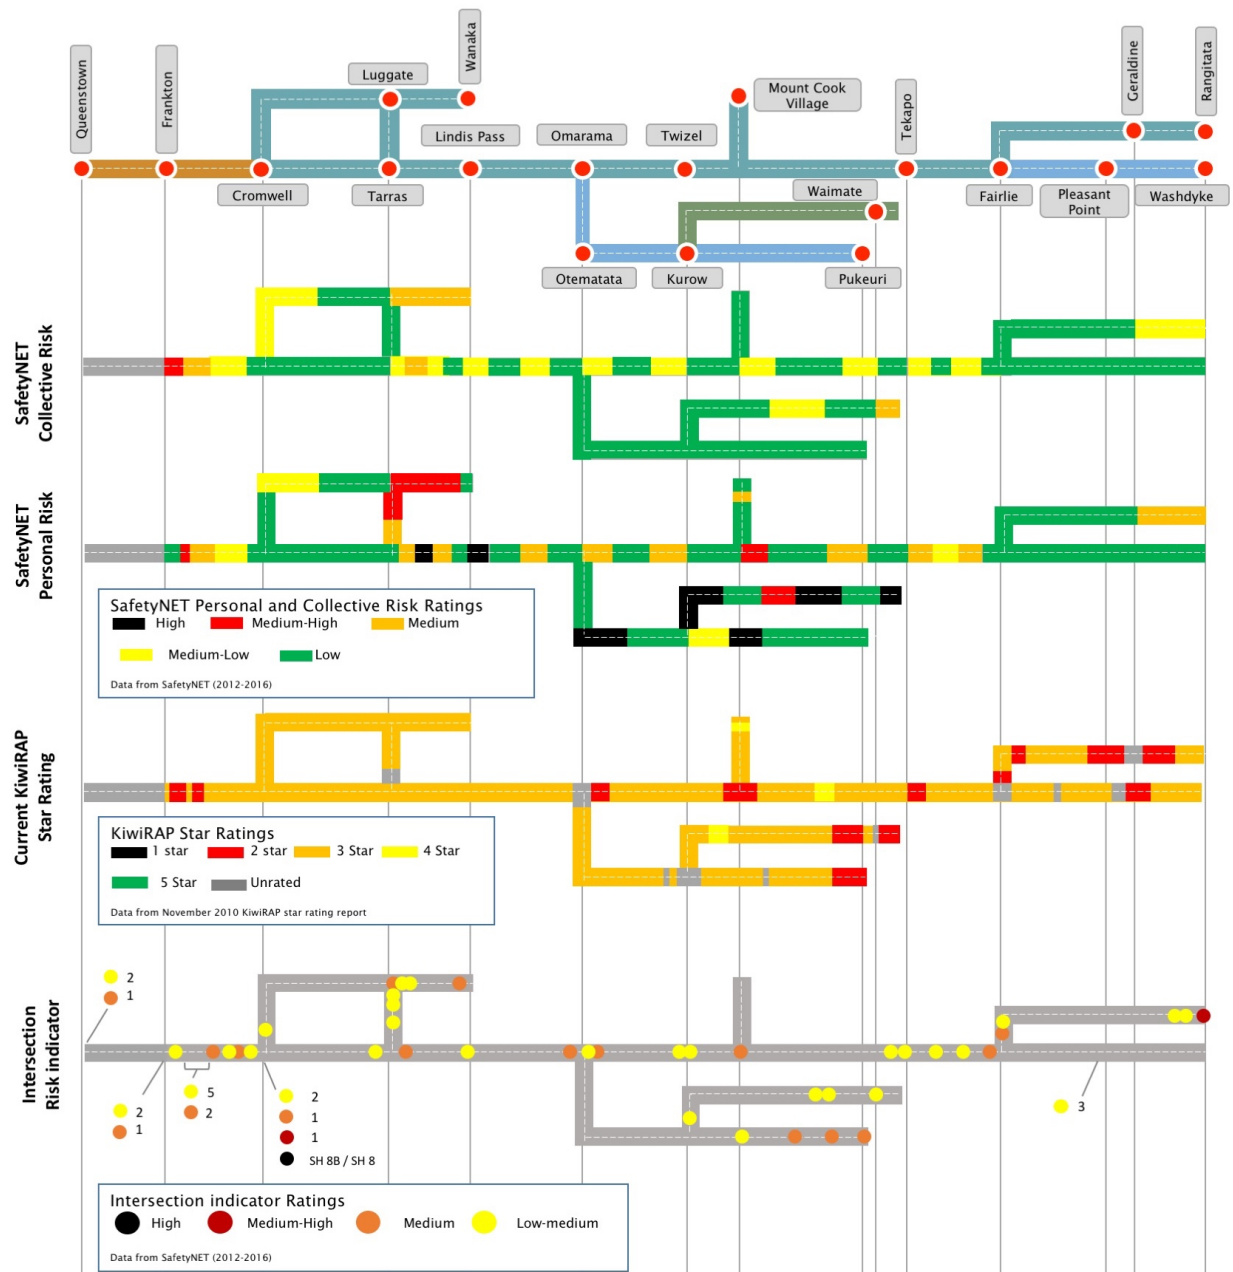 Queenstown
Frankton
Luggate
Wanaka
Mount Cook
Village
Tekapo
Geraldine
Rangitata
Lindis Pass
Omarama
Twizel
Cromwell
Tarras
Waimate
Fairlie
Pleasant
Point
Washdyke
Otematata
Kurow
Pukeuri
SafetyNET
Collective Risk
SafetyNET
Personal Risk
SafetyNET Personal and Collective Risk Ratings
High Medium-High Medium
Medium-Low Low
Data from SafetyNET (2012-2016)
Current KiwiRAP
Star Rating
KiwiRAP Star Ratings
1 star 2 star 3 Star 4 Star
5 Star Unrated
Data from November 2010 KiwiRAP star rating report
Intersection
Risk indicator
2
1
2
1
5
2
2
1
1
SH 8B / SH 8
3
Intersection indicator Ratings
High Medium-High Medium Low-medium
Data from SafetyNET (2012-2016)